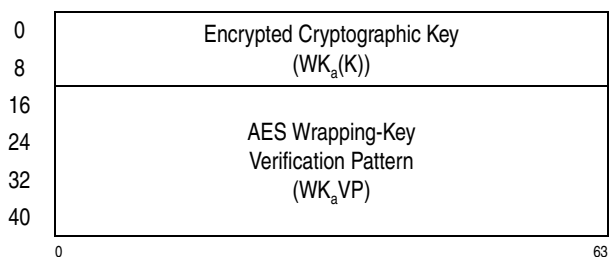 0
Encrypted Cryptographic Key
8
(WKₐ(K))
16
24
AES Wrapping-Key
Verification Pattern
32
(WKₐVP)
40
0 63